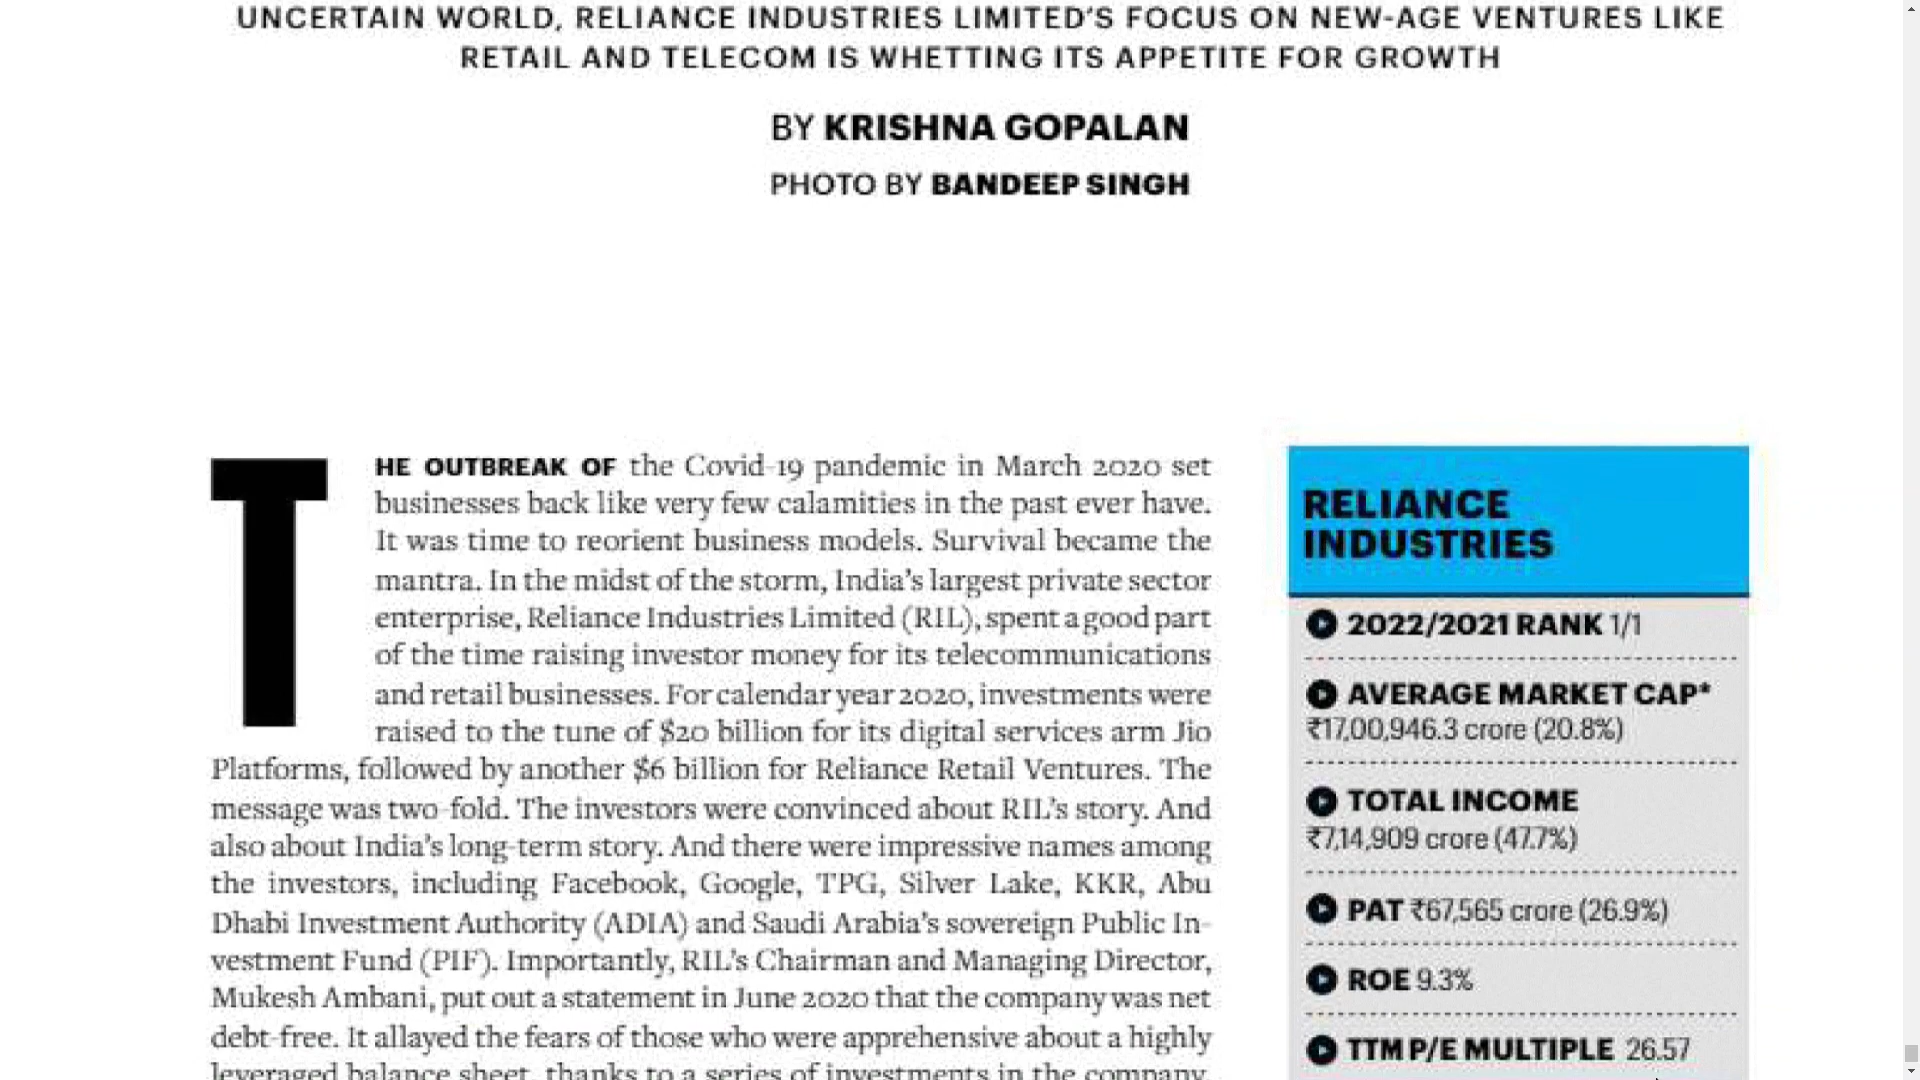 UNCERTAIN WORLD, RELIANCE INDUSTRIES LIMITED'S FOCUS ON NEW-AGE VENTURES LIKE
RETAIL AND TELECOM IS WHETTING ITS APPETITE FOR GROWTH
BY KRISHNA GOPALAN
PHOTO BY BANDEEP SINGH
THE OUTBREAK OF the Covid-19 pandemic in March 2020 set
businesses back like very few calamities in the past ever have.
It was time to reorient business models. Survival became the
mantra. In the midst of the storm, India's largest private sector
enterprise, Reliance Industries Limited (RIL), spent a good part
of the time raising investor money for its telecommunications
and retail businesses. For calendar year 2020, investments were
raised to the tune of $20 billion for its digital services arm Jio
Platforms, followed by another $6 billion for Reliance Retail Ventures. The
message was two-fold. The investors were convinced about RIL's story. And
also about India's long-term story. And there were impressive names among
the investors, including Facebook, Google, TPG, Silver Lake, KKR, Abu
Dhabi Investment Authority (ADIA) and Saudi Arabia's sovereign Public In-
vestment Fund (PIF). Importantly, RIL's Chairman and Managing Director,
Mukesh Ambani, put out a statement in June 2020 that the company was net
debt-free. It allayed the fears of those who were apprehensive about a highly
leveraged balance sheet, thanks to a series of investments in the company.
RELIANCE
INDUSTRIES
2022/2021 RANK 1/1
AVERAGE MARKET CAP*
₹17,00,946.3 crore (20.8%)
TOTAL INCOME
₹7,14,909 crore (47.7%)
PAT ₹67,565 crore (26.9%)
ROE 9.3%
TTM P/E MULTIPLE 26.57